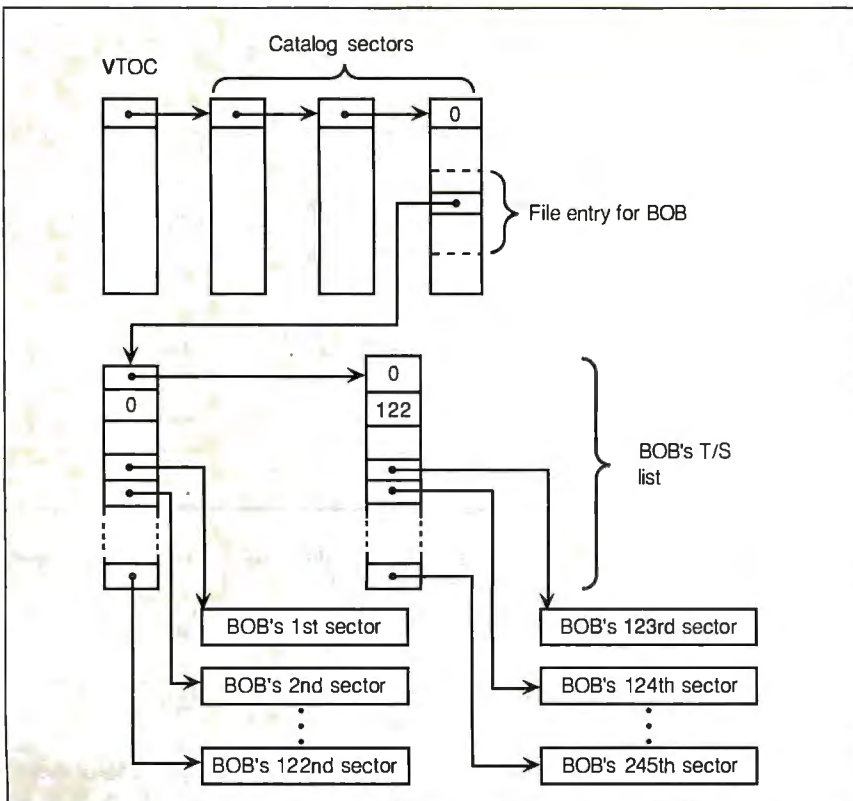 Catalog sectors
VTOC
0
File entry for BOB
0
0
122
BOB's T/S
list
BOB's 1st sector
BOB's 123rd sector
BOB's 2nd sector
BOB's 124th sector
BOB's 122nd sector
BOB's 245th sector